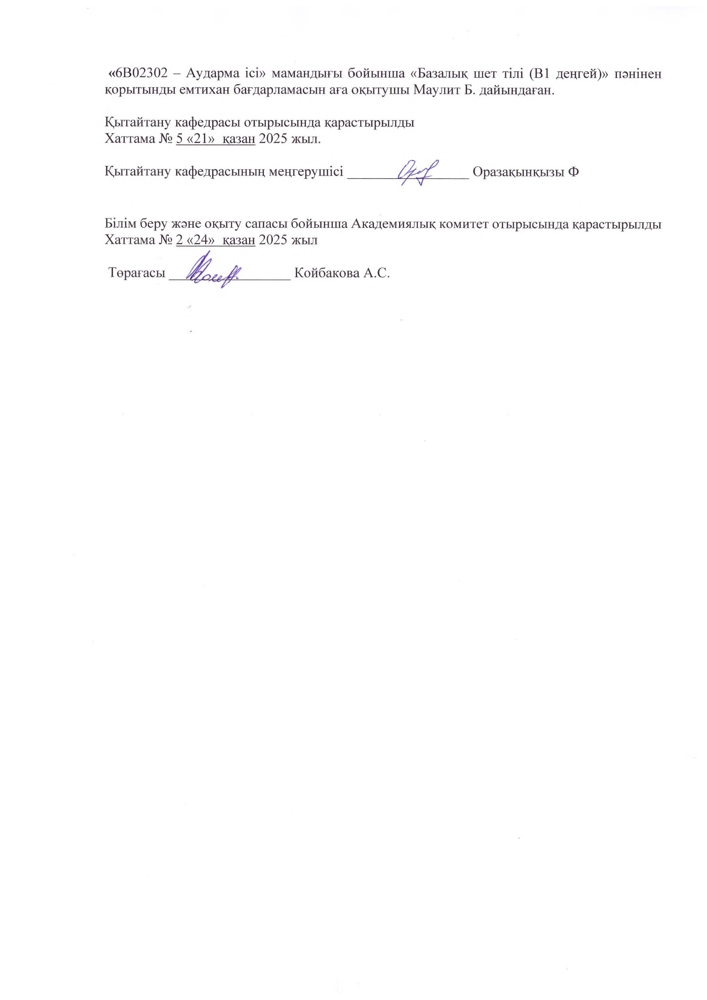 «6В02302 – Аударма ісі» мамандығы бойынша «Базалық шет тілі (В1 деңгей)» пәнінен
қорытынды емтихан бағдарламасын аға оқытушы Маулит Б. дайындаған.
Қытайтану кафедрасы отырысында қарастырылды
Хаттама № 5 «21» қазан 2025 жыл.
Қытайтану кафедрасының меңгерушісі __________________ Оразақынқызы Ф
Білім беру және оқыту сапасы бойынша Академиялық комитет отырысында қарастырылды
Хаттама № 2 «24» қазан 2025 жыл
Төрағасы __________________ Койбакова А.С.